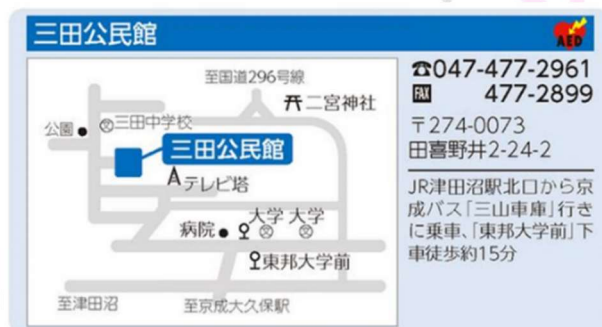 三田公民館
AED
至国道296号線
二宮神社
公園
三田中学校
三田公民館
テレビ塔
大学 大学
病院
東邦大学前
至津田沼
至京成大久保駅
☎047-477-2961
FAX 477-2899
〒274-0073
田喜野井2-24-2
JR津田沼駅北口から京
成バス「三山車庫」行き
に乗車、「東邦大学前」下
車徒歩約15分